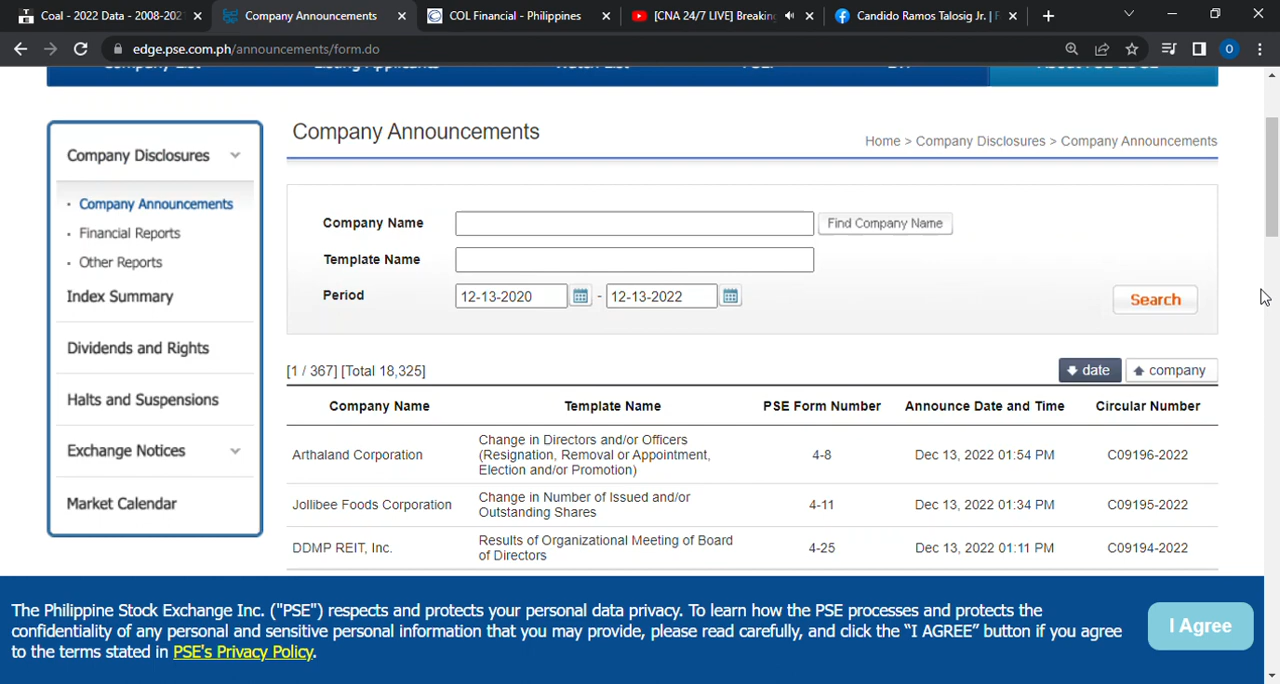 Coal - 2022 Data - 2008-202
Company Announcements
COL Financial - Philippines
[CNA 24/7 LIVE] Breaking
Candido Ramos Talosig Jr. | F
edge.pse.com.ph/announcements/form.do
O
Company List
Listing Applicants
Watch List
About PSE EDGE
Company Disclosures
Company Announcements
Financial Reports
Other Reports
Index Summary
Dividends and Rights
Halts and Suspensions
Exchange Notices
Market Calendar
Company Announcements
Home > Company Disclosures > Company Announcements
Company Name
Find Company Name
Template Name
Period 12-13-2020 - 12-13-2022
Search
[1 / 367] [Total 18,325]
date
company
Company Name Template Name PSE Form Number Announce Date and Time Circular Number
Arthaland Corporation
Change in Directors and/or Officers
(Resignation, Removal or Appointment,
Election and/or Promotion)
4-8 Dec 13, 2022 01:54 PM C09196-2022
Jollibee Foods Corporation
Change in Number of Issued and/or
Outstanding Shares
4-11 Dec 13, 2022 01:34 PM C09195-2022
DDMP REIT, Inc.
Results of Organizational Meeting of Board
of Directors
4-25 Dec 13, 2022 01:11 PM C09194-2022
The Philippine Stock Exchange Inc. ("PSE") respects and protects your personal data privacy. To learn how the PSE processes and protects the
confidentiality of any personal and sensitive personal information that you may provide, please read carefully, and click the “I AGREE” button if you agree
to the terms stated in PSE's Privacy Policy.
I Agree